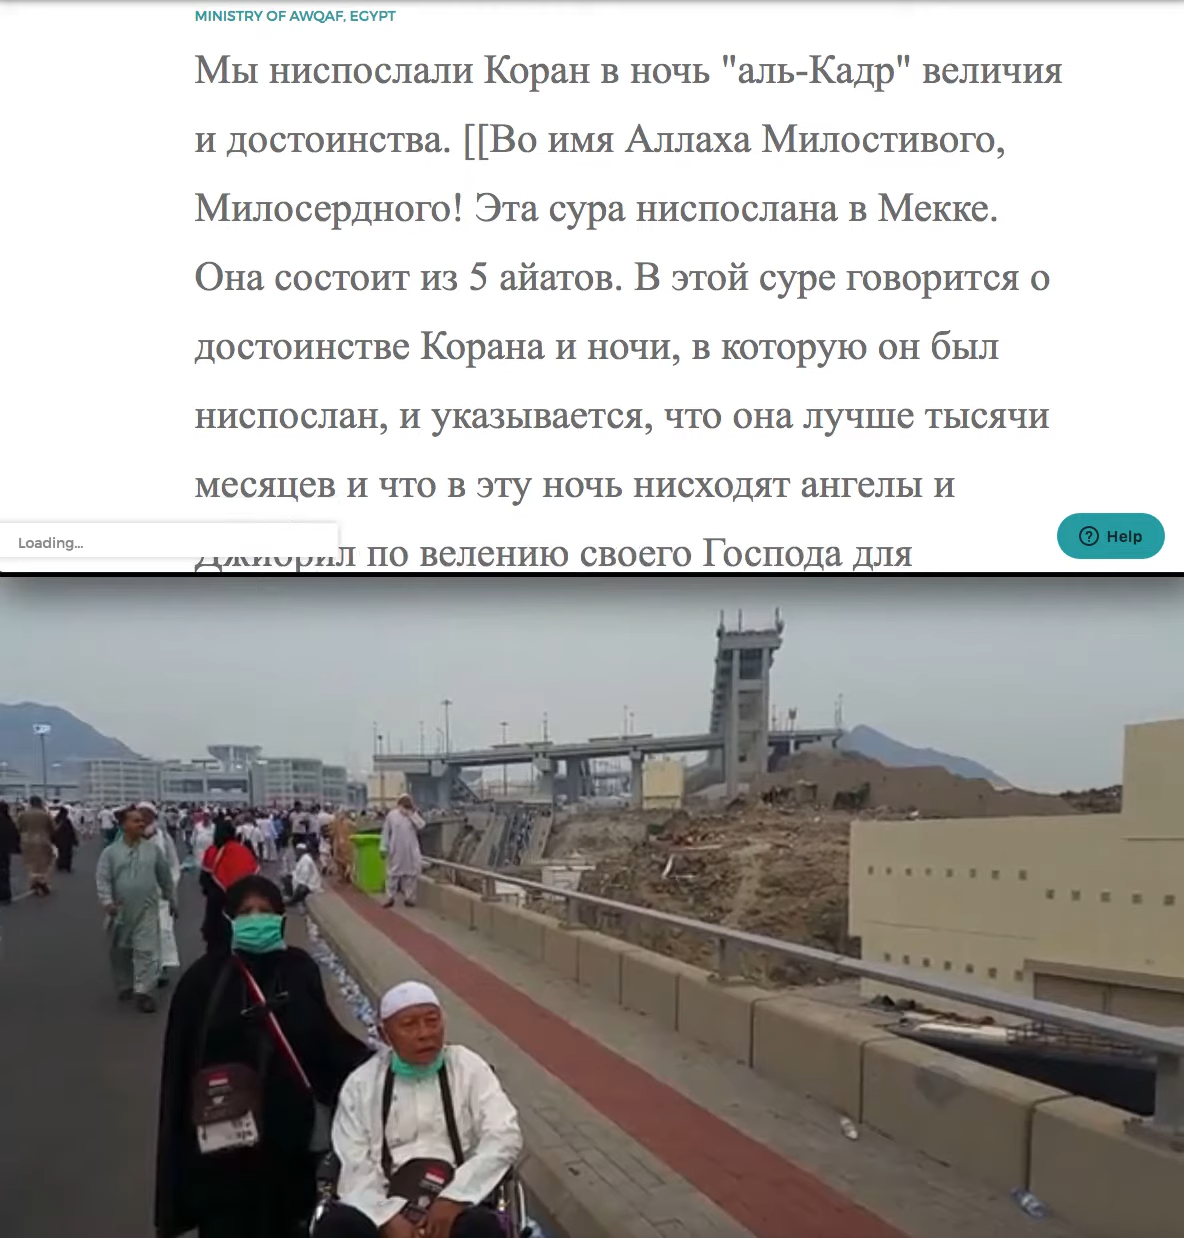 MINISTRY OF AWQAF, EGYPT
Мы ниспослали Коран в ночь "аль-Кадр" величия
и достоинства. [[Во имя Аллаха Милостивого,
Милосердного! Эта сура ниспослана в Мекке.
Она состоит из 5 айатов. В этой суре говорится о
достоинстве Корана и ночи, в которую он был
ниспослан, и указывается, что она лучше тысячи
месяцев и что в эту ночь нисходят ангелы и
Loading...
Help
Джибрил по велению своего Господа для